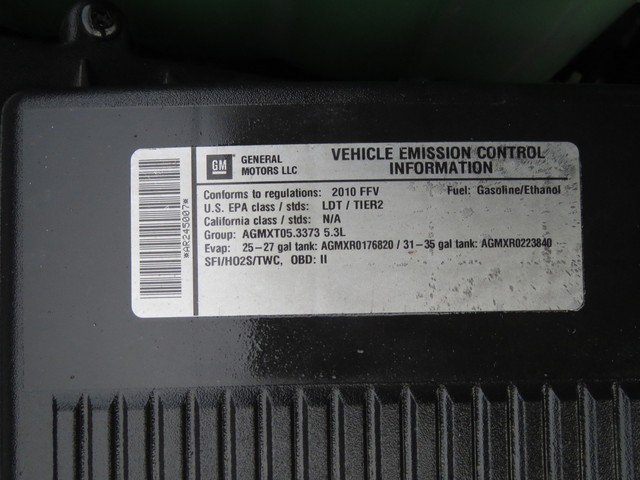 GM GENERAL MOTORS LLC
VEHICLE EMISSION CONTROL INFORMATION
Conforms to regulations: 2010 FFV Fuel: Gasoline/Ethanol
U.S. EPA class / stds: LDT / TIER2
California class / stds: N/A
Group: AGMXT05.3373 5.3L
Evap: 25-27 gal tank: AGMXR0176820 / 31-35 gal tank: AGMXR0223840
SFI/HO2S/TWC, OBD: II
*AR245007*